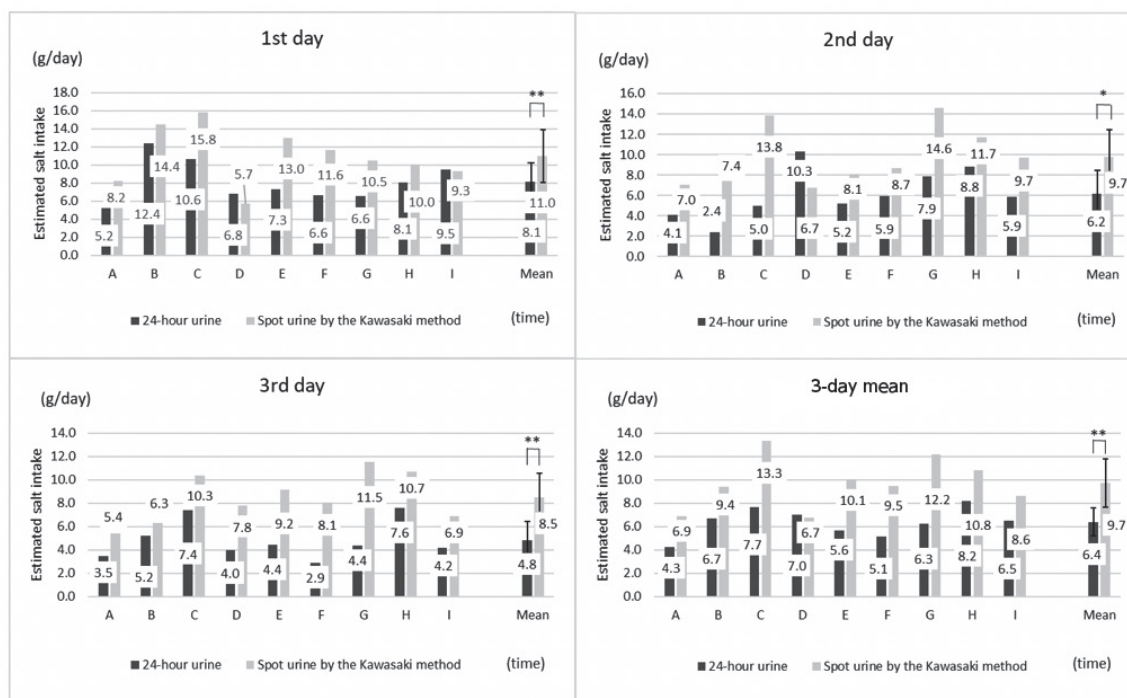 1st day
(g/day)
**
Estimated salt intake
18.0
16.0
14.0
12.0
10.0
8.0
6.0
4.0
2.0
0.0
5.2 8.2 12.4 14.4 10.6 15.8 6.8 5.7 7.3 13.0 6.6 11.6 6.6 10.5 8.1 10.0 9.5 9.3 8.1 11.0
A B C D E F G H I Mean
24-hour urine Spot urine by the Kawasaki method (time)
2nd day
(g/day)
*
Estimated salt intake
16.0
14.0
12.0
10.0
8.0
6.0
4.0
2.0
0.0
4.1 7.0 2.4 7.4 5.0 13.8 10.3 6.7 5.2 8.1 5.9 8.7 7.9 14.6 8.8 11.7 5.9 9.7 6.2 9.7
A B C D E F G H I Mean
24-hour urine Spot urine by the Kawasaki method (time)
3rd day
(g/day)
**
Estimated salt intake
14.0
12.0
10.0
8.0
6.0
4.0
2.0
0.0
3.5 5.4 5.2 6.3 7.4 10.3 4.0 7.8 4.4 9.2 2.9 8.1 4.4 11.5 7.6 10.7 4.2 6.9 4.8 8.5
A B C D E F G H I Mean
24-hour urine Spot urine by the Kawasaki method (time)
3-day mean
(g/day)
**
Estimated salt intake
14.0
12.0
10.0
8.0
6.0
4.0
2.0
0.0
4.3 6.9 6.7 9.4 7.7 13.3 7.0 6.7 5.6 10.1 5.1 9.5 6.3 12.2 8.2 10.8 6.5 8.6 6.4 9.7
A B C D E F G H I Mean
24-hour urine Spot urine by the Kawasaki method (time)